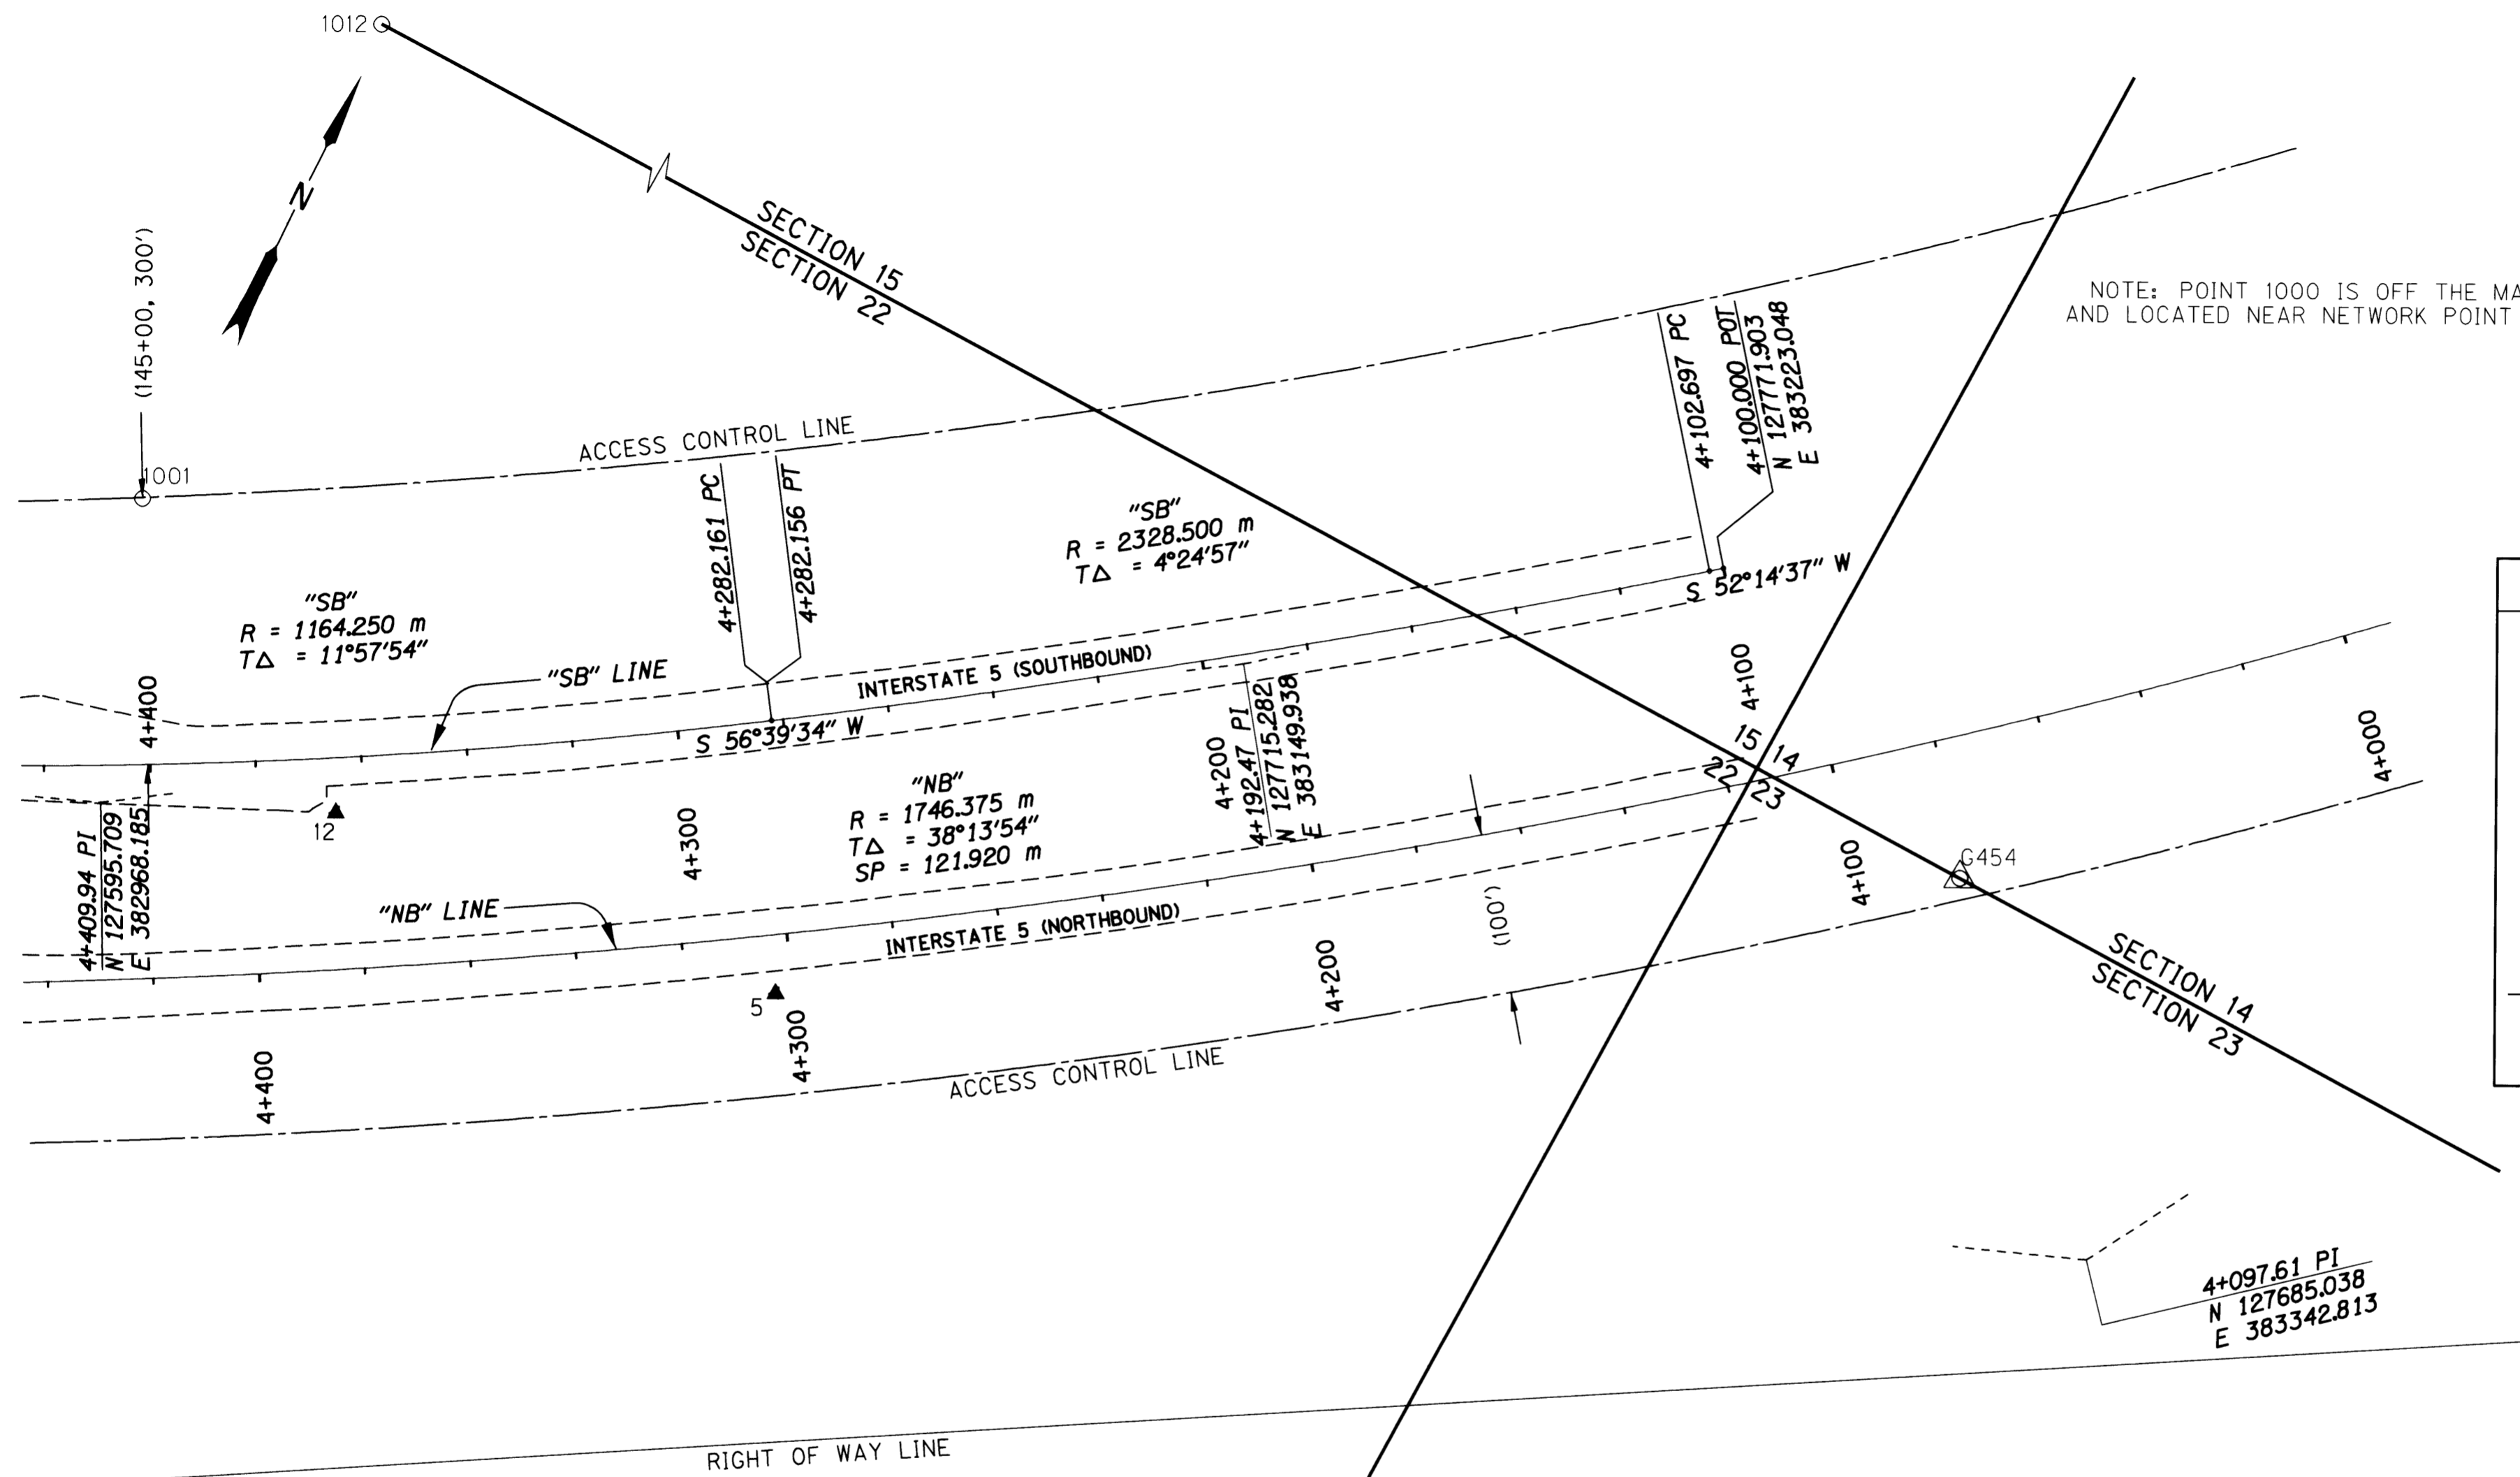 1012
N
(145+00, 300')
1001
SECTION 15
SECTION 22
NOTE: POINT 1000 IS OFF THE MA
AND LOCATED NEAR NETWORK POINT
ACCESS CONTROL LINE
4+102.697 PC
4+100.000 POT
N 127771.903
E 383223.048
4+282.161 PC
4+282.156 PT
"SB"
R = 2328.500 m
TΔ = 4°24'57"
S 52°14'37" W
"SB"
R = 1164.250 m
TΔ = 11°57'54"
"SB" LINE
INTERSTATE 5 (SOUTHBOUND)
S 56°39'34" W
4+400
4+300
4+200
4+100
4+192.47 PI
N 127715.282
E 383149.938
15 14
22 23
4+000
12
4+409.94 PI
N 127595.709
E 382968.185
"NB"
R = 1746.375 m
TΔ = 38°13'54"
SP = 121.920 m
"NB" LINE
INTERSTATE 5 (NORTHBOUND)
(100')
4+100
G454
5
4+400
4+300
4+200
ACCESS CONTROL LINE
SECTION 14
SECTION 23
4+097.61 PI
N 127685.038
E 383342.813
RIGHT OF WAY LINE